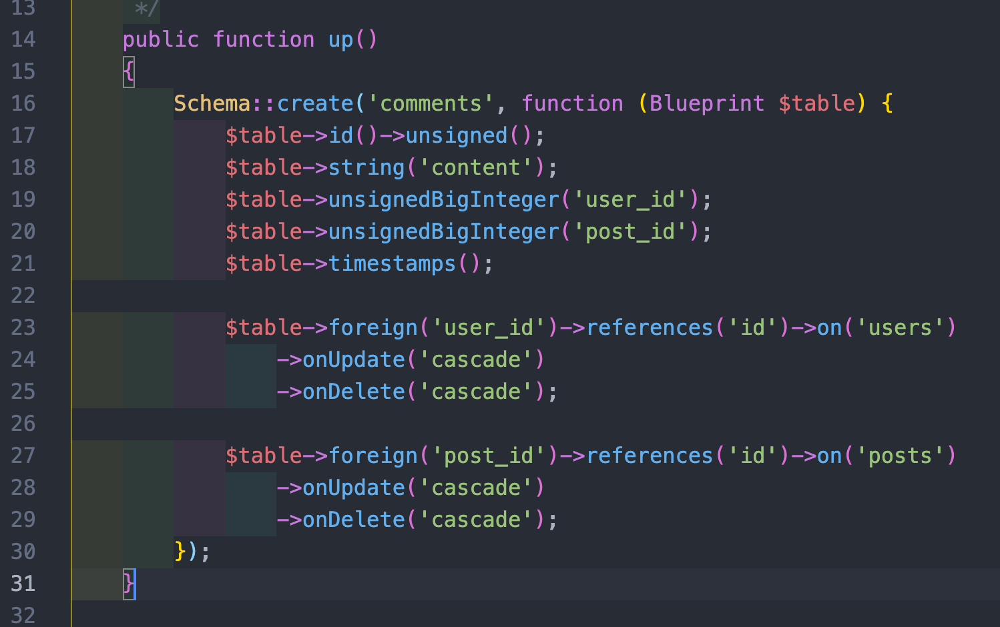 13 */
14 public function up()
15 {
16 Schema::create('comments', function (Blueprint $table) {
17 $table->id()->unsigned();
18 $table->string('content');
19 $table->unsignedBigInteger('user_id');
20 $table->unsignedBigInteger('post_id');
21 $table->timestamps();
22
23 $table->foreign('user_id')->references('id')->on('users')
24 ->onUpdate('cascade')
25 ->onDelete('cascade');
26
27 $table->foreign('post_id')->references('id')->on('posts')
28 ->onUpdate('cascade')
29 ->onDelete('cascade');
30 });
31 }
32